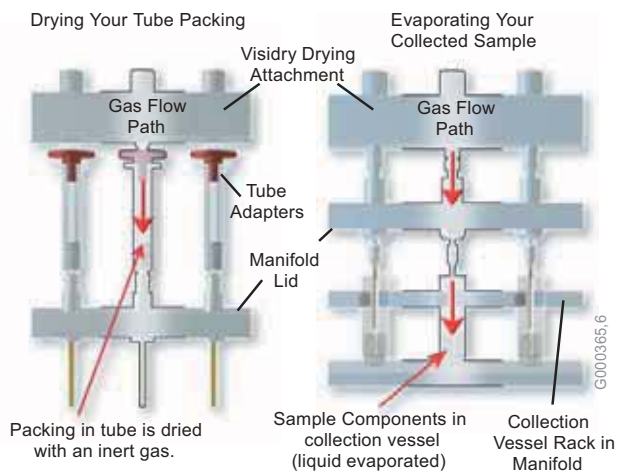 Drying Your Tube Packing
Evaporating Your
Collected Sample
Visidry Drying
Attachment
Gas Flow
Path
Gas Flow
Path
Tube
Adapters
Manifold
Lid
G000365,6
Packing in tube is dried
with an inert gas.
Sample Components in
collection vessel
(liquid evaporated)
Collection
Vessel Rack in
Manifold